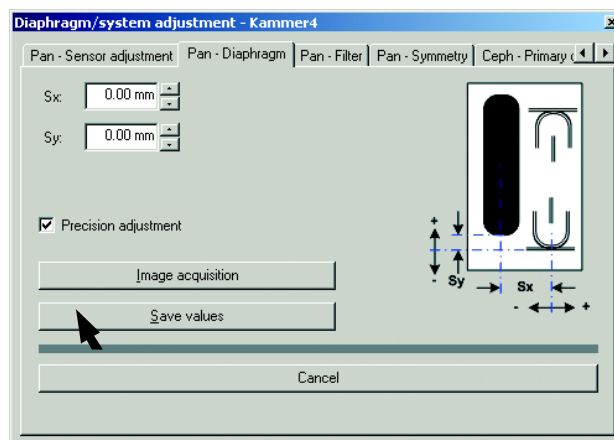 Diaphragm/system adjustment - Kammer4
Pan - Sensor adjustment Pan - Diaphragm Pan - Filter Pan - Symmetry Ceph - Primary
Sx: 0.00 mm
Sy: 0.00 mm
Precision adjustment
Image acquisition
Save values
Cancel
+
-
Sy
Sx
- +